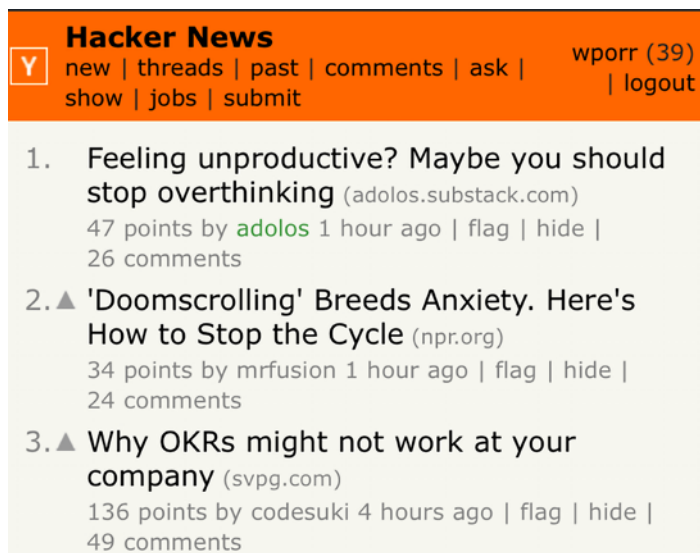 Hacker News
Y
new | threads | past | comments | ask |
show | jobs | submit
wporr (39)
| logout
1. Feeling unproductive? Maybe you should
stop overthinking (adolos.substack.com)
47 points by adolos 1 hour ago | flag | hide |
26 comments
2. 'Doomscrolling' Breeds Anxiety. Here's
How to Stop the Cycle (npr.org)
34 points by mrfusion 1 hour ago | flag | hide |
24 comments
3. Why OKRs might not work at your
company (svpg.com)
136 points by codesuki 4 hours ago | flag | hide |
49 comments